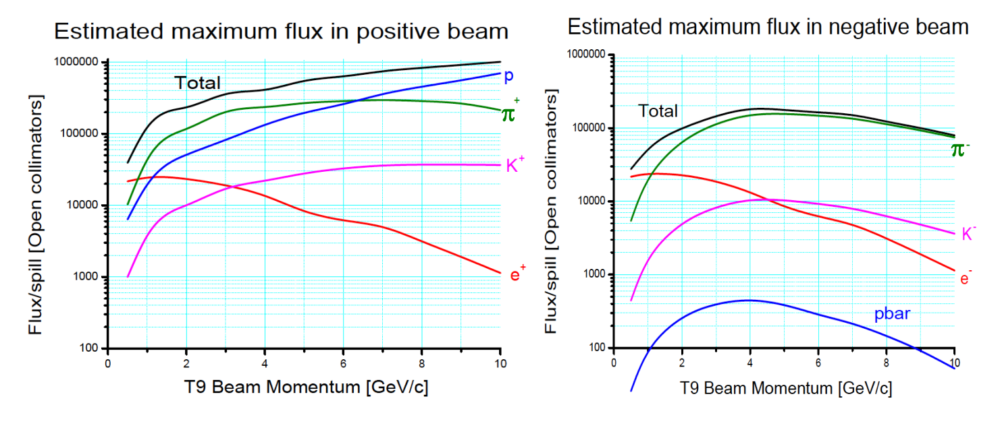 Estimated maximum flux in positive beam
Flux/spill [Open collimators]
1000000
100000
10000
1000
100
Total
p
π+
K+
e+
0 2 4 6 8 10
T9 Beam Momentum [GeV/c]
Estimated maximum flux in negative beam
Flux/spill [Open collimators]
1000000
100000
10000
1000
100
Total
π-
K-
e-
pbar
0 2 4 6 8 10
T9 Beam Momentum [GeV/c]